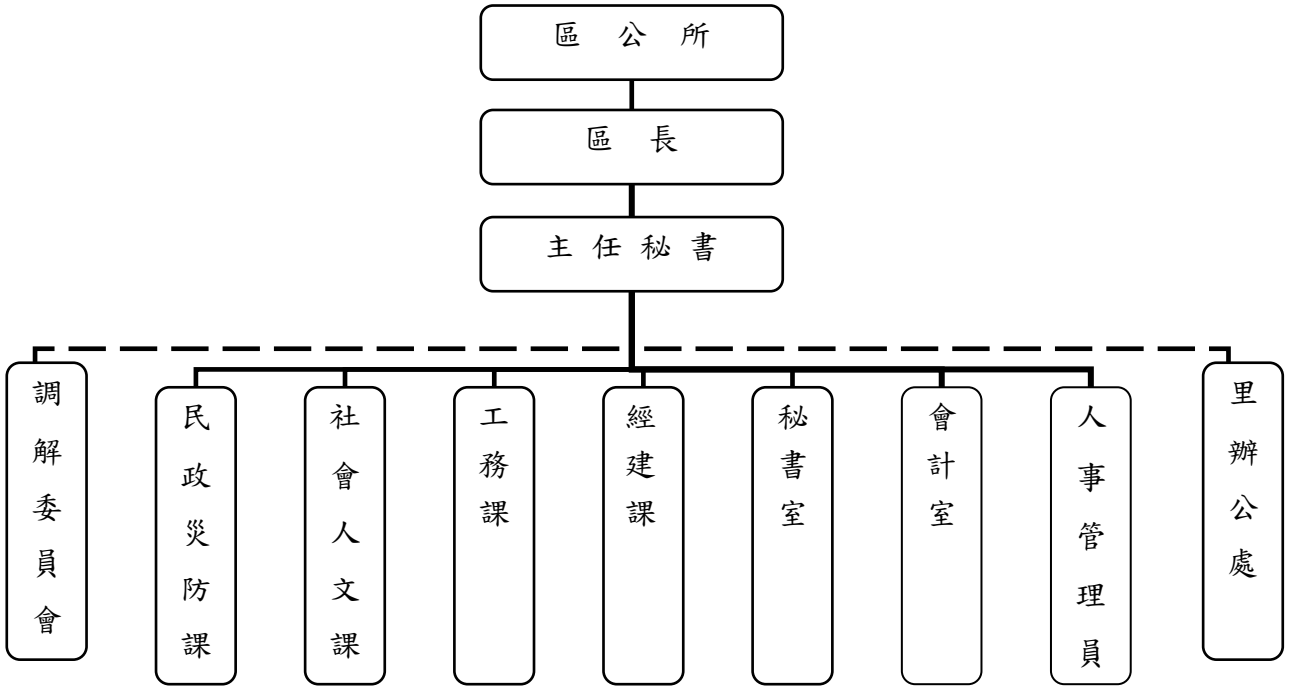 區公所
區長
主任秘書
調解委員會
民政災防課
社會人文課
工務課
經建課
秘書室
會計室
人事管理員
里辦公處